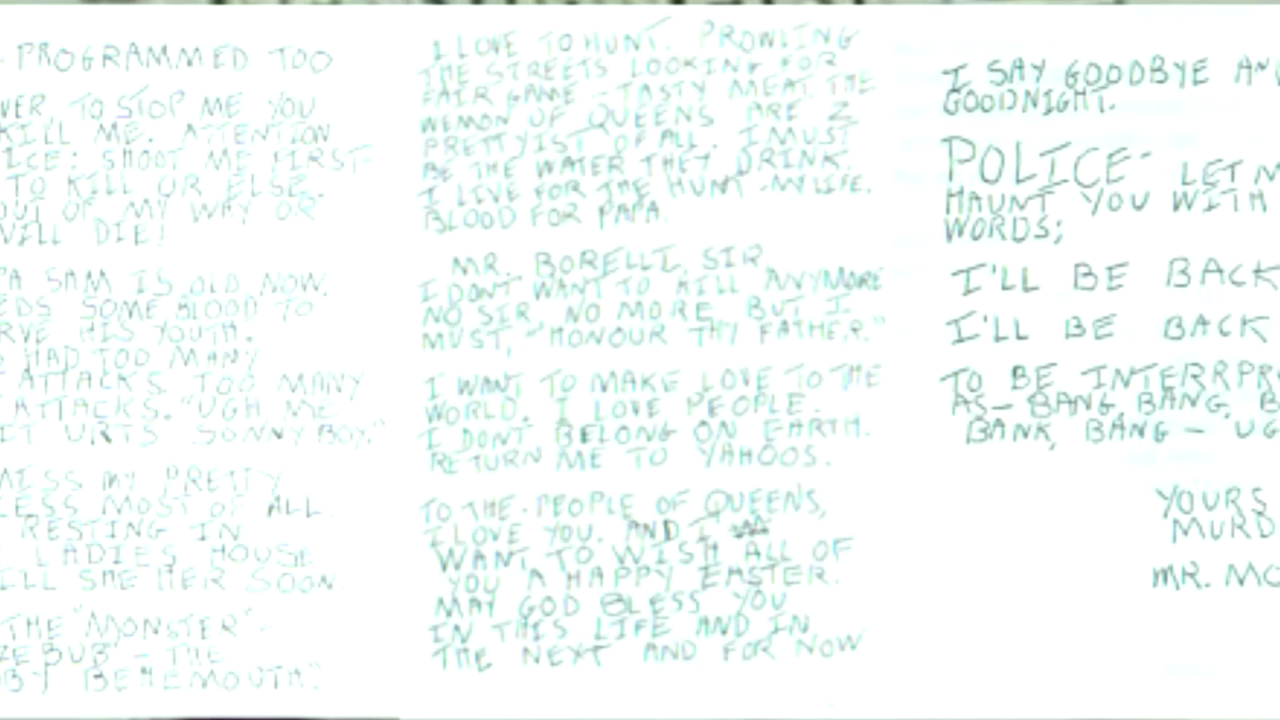 PROGRAMMED TOO
VER TO STOP ME YOU
KILL ME. ATTENTION
ICE: SHOOT ME FIRST-
TO KILL OR ELSE.
OUT OF MY WAY OR
WILL DIE!
PA SAM IS OLD NOW.
EDS SOME BLOOD TO
RVE HIS YOUTH.
HAD TOO MANY
ATTACKS. TOO MANY
ATTACKS. "UGH, ME
IT URTS SONNY BOY."
MISS MY PRETTY
CESS MOST OF ALL.
RESTING IN
LADIES HOUSE
ILL SHE HER SOON.
THE "MONSTER"-
ZEBUB" - THE
BY BEHEMOUTH."
I LOVE TO HUNT. PROWLING
THE STREETS LOOKING FOR
FAIR GAME - TASTY MEAT. THE
WEMON OF QUEENS ARE Z
PRETTYIST OF ALL. I MUST
BE THE WATER THEY DRINK.
I LIVE FOR THE HUNT - MY LIFE.
BLOOD FOR PAPA.
MR. BORELLI, SIR,
I DONT WANT TO KILL ANYMORE
NO SIR, NO MORE BUT I
MUST, "HONOUR THY FATHER."
I WANT TO MAKE LOVE TO THE
WORLD. I LOVE PEOPLE.
I DONT BELONG ON EARTH.
RETURN ME TO YAHOOS.
TO THE PEOPLE OF QUEENS,
I LOVE YOU. AND I
WANT TO WISH ALL OF
YOU A HAPPY EASTER.
MAY GOD BLESS YOU
IN THIS LIFE AND IN
THE NEXT AND FOR NOW
I SAY GOODBYE AN
GOODNIGHT.
POLICE- LET M
HAUNT YOU WITH
WORDS;
I'LL BE BACK
I'LL BE BACK
TO BE INTERRPR
AS- BANG, BANG, B
BANK, BANG - UG
YOURS
MURD
MR. MO